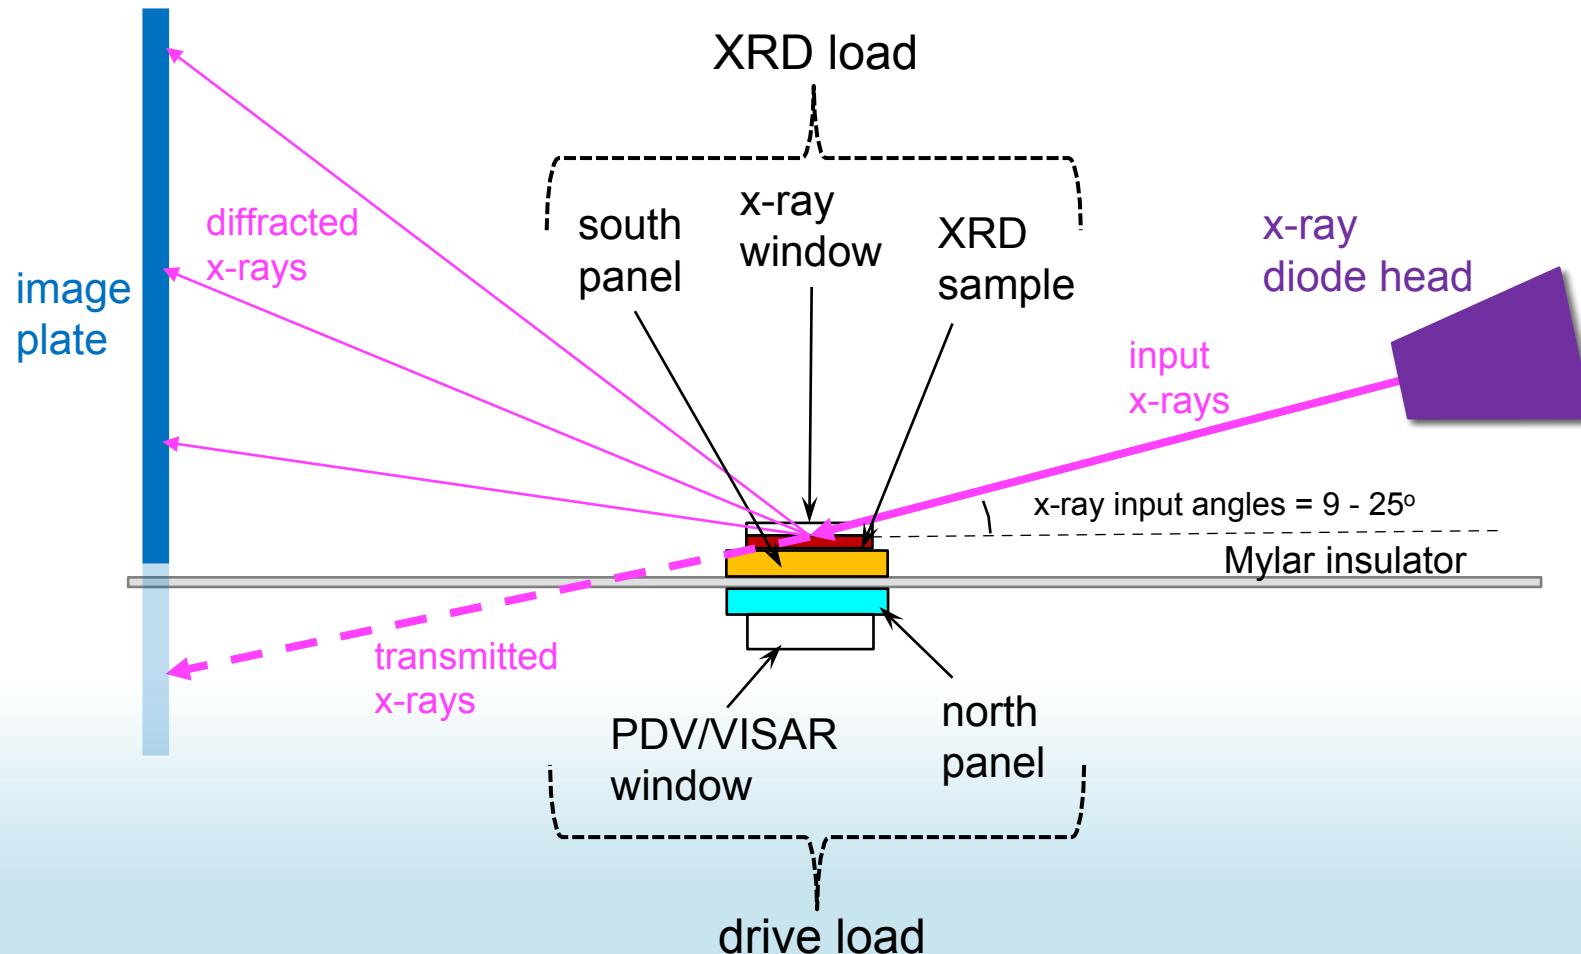 XRD load
x-ray
window
south
panel
XRD
sample
diffracted
x-rays
image
plate
x-ray
diode head
input
x-rays
x-ray input angles = 9 - 25º
Mylar insulator
transmitted
x-rays
PDV/VISAR
window
north
panel
drive load